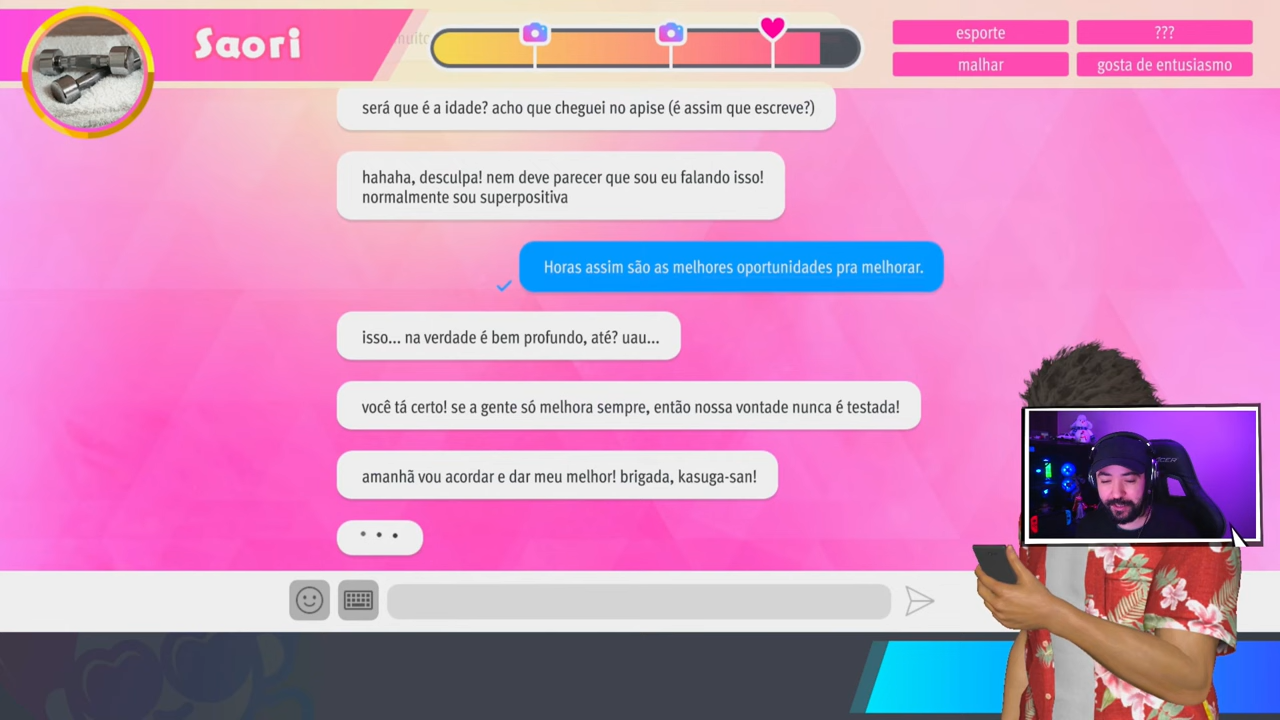 Saori
esporte
???
malhar
gosta de entusiasmo
será que é a idade? acho que cheguei no apise (é assim que escreve?)
hahaha, desculpa! nem deve parecer que sou eu falando isso!
normalmente sou superpositiva
Horas assim são as melhores oportunidades pra melhorar.
isso... na verdade é bem profundo, até? uau...
você tá certo! se a gente só melhora sempre, então nossa vontade nunca é testada!
amanhã vou acordar e dar meu melhor! brigada, kasuga-san!